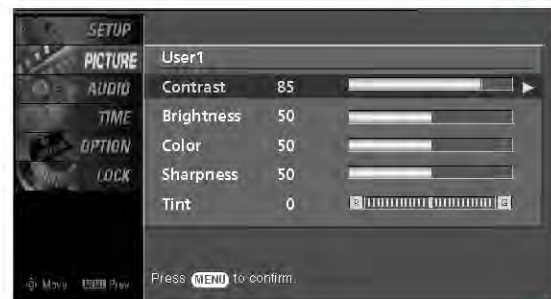 SETUP
PICTURE
AUDIO
TIME
OPTION
LOCK
User1
Contrast 85
Brightness 50
Color 50
Sharpness 50
Tint 0
R G
Press MENU to confirm.
Move MENU Prev